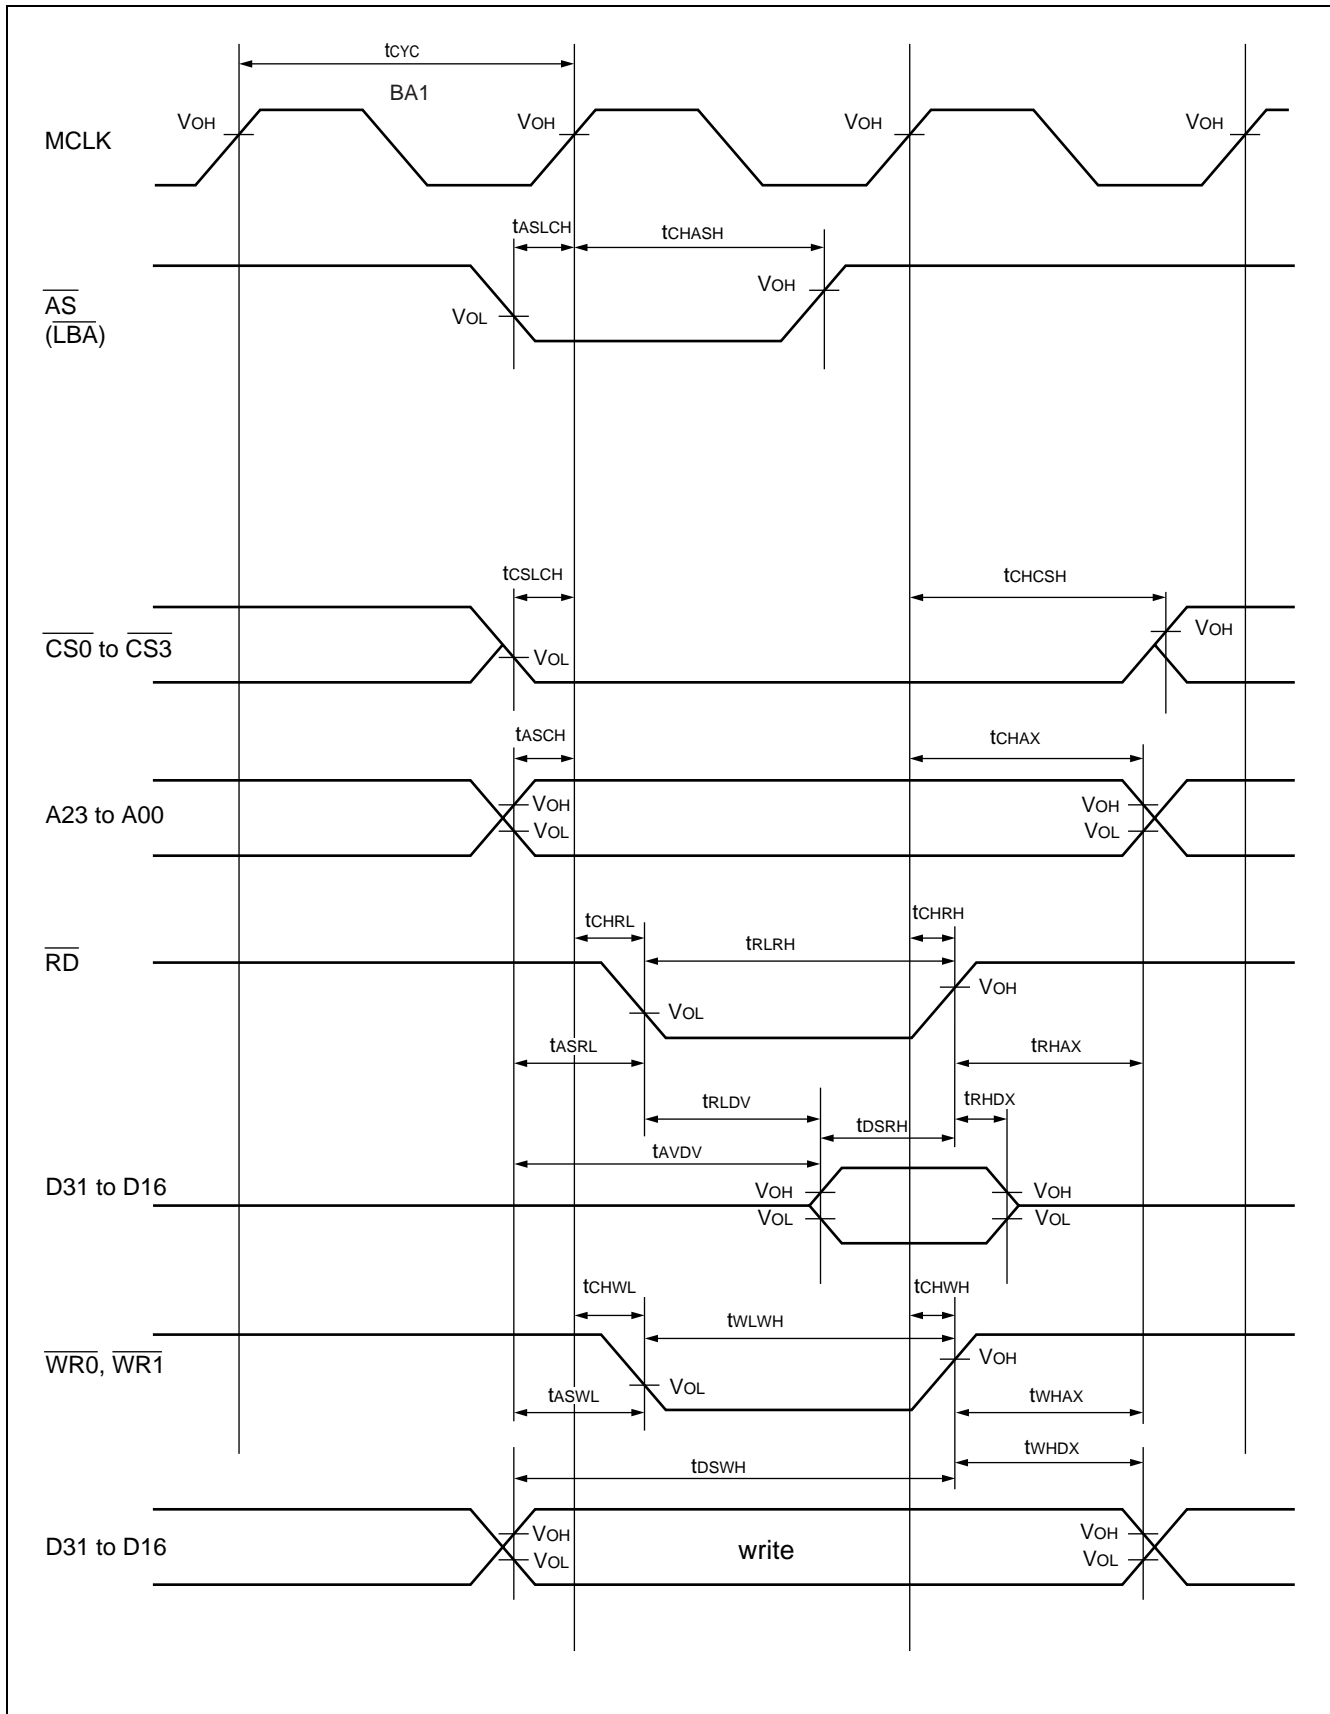 tCYC
BA1
MCLK
VOH VOH VOH VOH
tASLCH tCHASH
AS
(LBA)
VOH
VOL
tCSLCH tCHCSH
CS0 to CS3
VOH
VOL
tASCH tCHAX
A23 to A00
VOH VOH
VOL VOL
tCHRL tCHRH
tRLRH
RD
VOH
VOL
tASRL tRHAX
tRLDV tRHDX
tDSRH
tAVDV
D31 to D16
VOH VOH
VOL VOL
tCHWL tCHWH
tWLWH
WR0, WR1
VOH
VOL
tASWL tWHAX
tWHDX
tDSWH
D31 to D16
VOH write VOH
VOL VOL